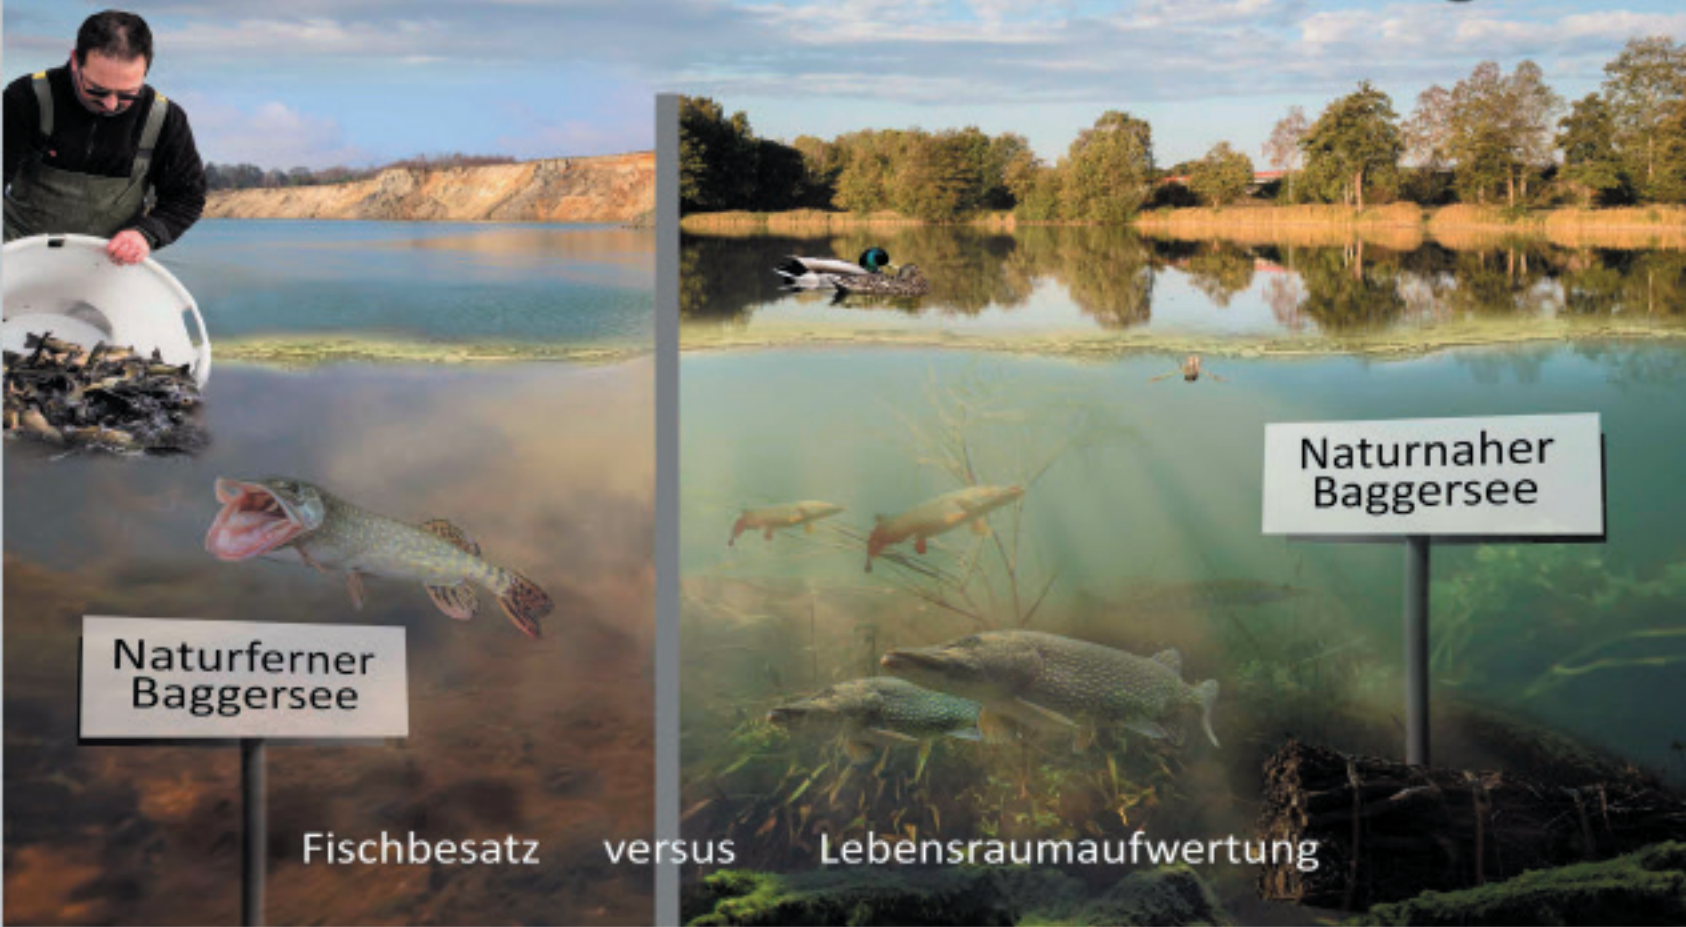 Naturnaher
Baggersee
Naturferner
Baggersee
Fischbesatz versus Lebensraumaufwertung